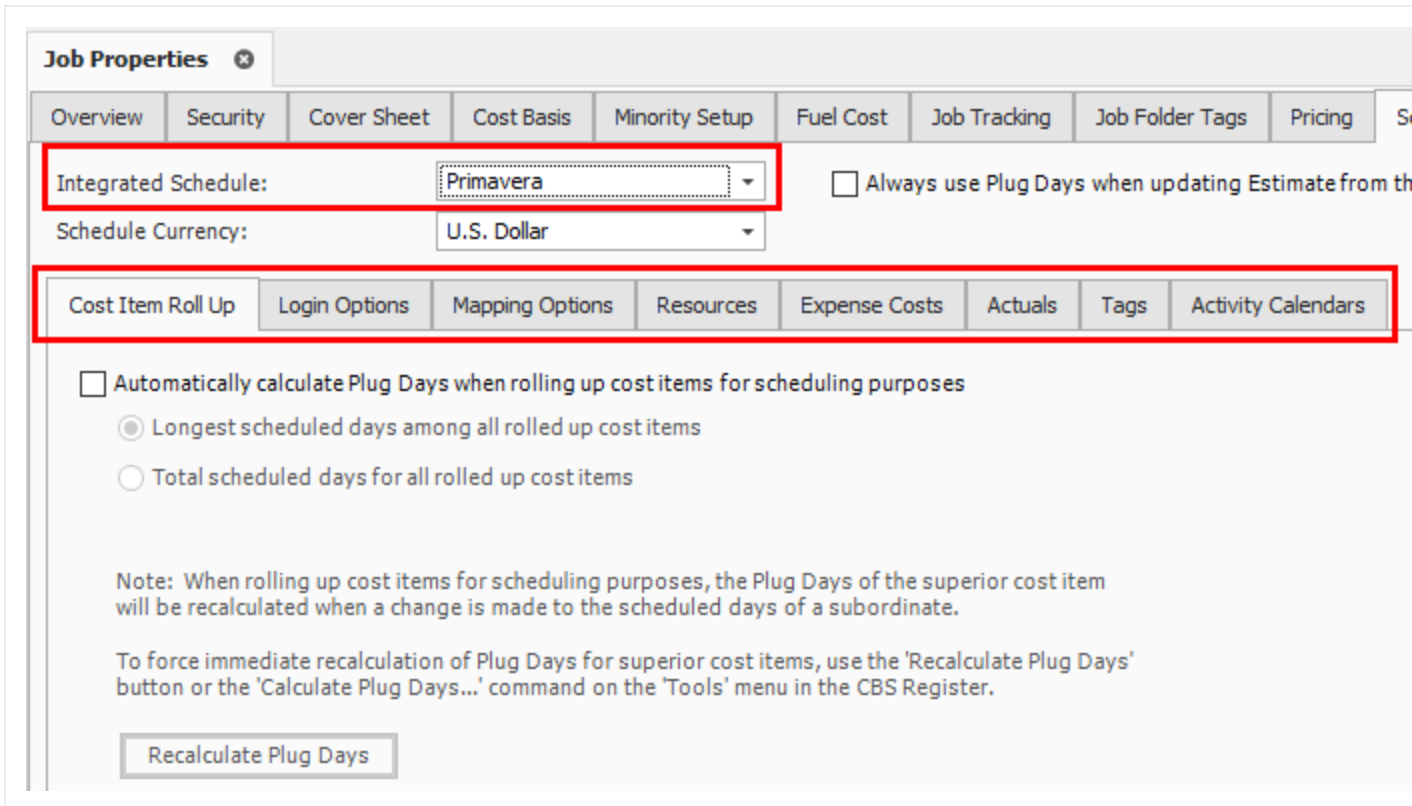 Job Properties
Overview Security Cover Sheet Cost Basis Minority Setup Fuel Cost Job Tracking Job Folder Tags Pricing
Integrated Schedule: Primavera Always use Plug Days when updating Estimate from
Schedule Currency: U.S. Dollar
Cost Item Roll Up Login Options Mapping Options Resources Expense Costs Actuals Tags Activity Calendars
Automatically calculate Plug Days when rolling up cost items for scheduling purposes
Longest scheduled days among all rolled up cost items
Total scheduled days for all rolled up cost items
Note: When rolling up cost items for scheduling purposes, the Plug Days of the superior cost item
will be recalculated when a change is made to the scheduled days of a subordinate.
To force immediate recalculation of Plug Days for superior cost items, use the 'Recalculate Plug Days'
button or the 'Calculate Plug Days...' command on the 'Tools' menu in the CBS Register.
Recalculate Plug Days